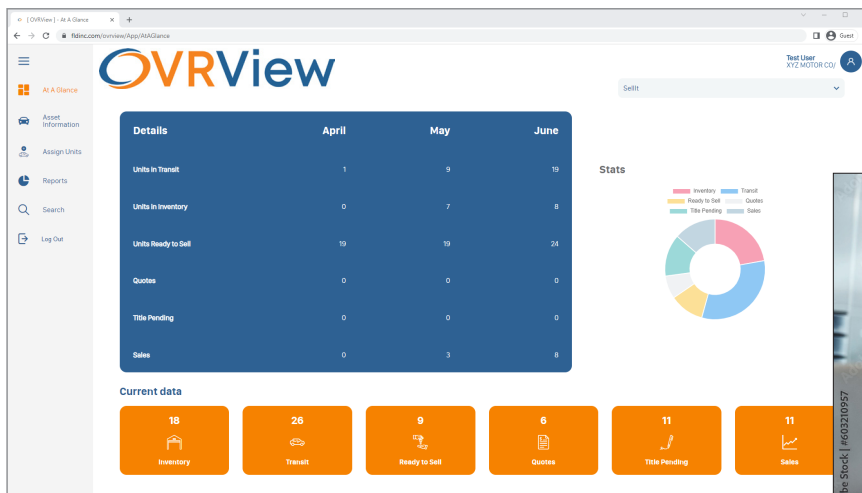 [ OVRView ] - At A Glance
fldinc.com/ovrview/App/AtAGlance
Guest
OVRView
Test User
XYZ MOTOR CO/
SellIt
At A Glance
Asset
Information
Assign Units
Reports
Search
Log Out
Details April May June
Units In Transit 1 9 19
Units In Inventory 0 7 8
Units Ready to Sell 19 19 24
Quotes 0 0 0
Title Pending 0 0 0
Sales 0 3 8
Stats
Inventory Transit
Ready to Sell Quotes
Title Pending Sales
Current data
18 26 9 6 11 11
Inventory Transit Ready to Sell Quotes Title Pending Sales
be Stock | #603210957